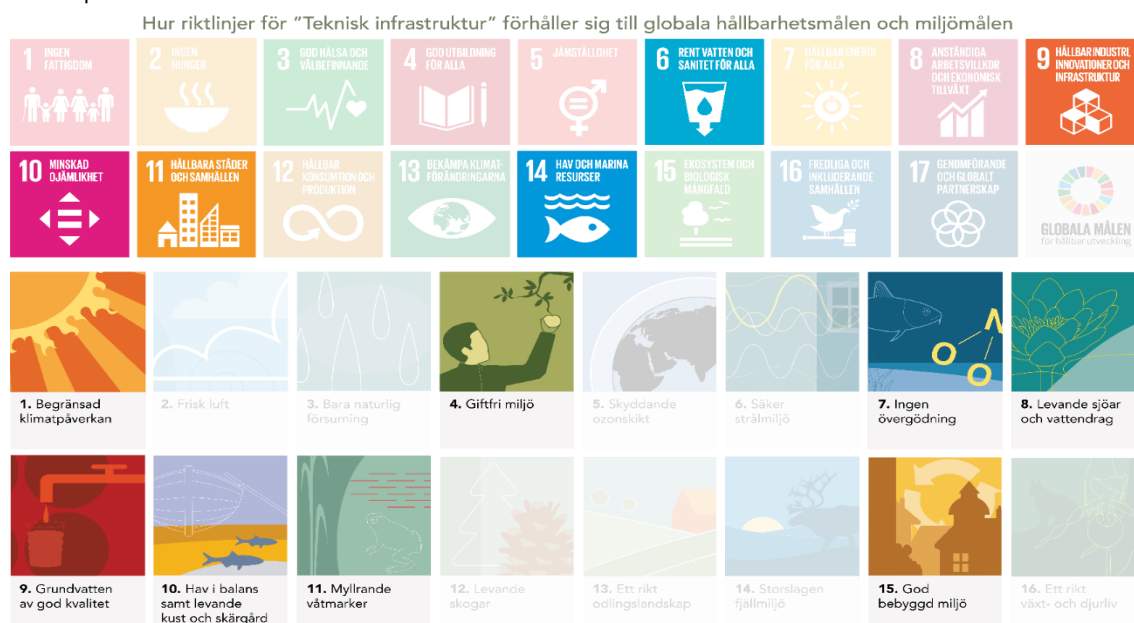 Hur riktlinjer för "Teknisk infrastruktur" förhåller sig till globala hållbarhetsmålen och miljömålen
1 INGEN
FATTIGDOM
2 INGEN
HUNGER
3 GOD HÄLSA OCH
VÄLBEFINNANDE
4 GOD UTBILDNING
FÖR ALLA
5 JÄMSTÄLLDHET
6 RENT VATTEN OCH
SANITET FÖR ALLA
7 HÅLLBAR ENERGI
FÖR ALLA
8 ANSTÄNDIGA
ARBETSVILLKOR
OCH EKONOMISK
TILLVÄXT
9 HÅLLBAR INDUSTRI,
INNOVATIONER OCH
INFRASTRUKTUR
10 MINSKAD
OJÄMLIKHET
11 HÅLLBARA STÄDER
OCH SAMHÄLLEN
12 HÅLLBAR
KONSUMTION OCH
PRODUKTION
13 BEKÄMPA KLIMAT-
FÖRÄNDRINGARNA
14 HAV OCH MARINA
RESURSER
15 EKOSYSTEM OCH
BIOLOGISK
MÅNGFALD
16 FREDLIGA OCH
INKLUDERANDE
SAMHÄLLEN
17 GENOMFÖRANDE
OCH GLOBALT
PARTNERSKAP
GLOBALA MÅLEN
för hållbar utveckling
N
O
O
1. Begränsad
klimatpåverkan
2. Frisk luft
3. Bara naturlig
försurning
4. Giftfri miljö
5. Skyddande
ozonskikt
6. Säker
strålmiljö
7. Ingen
övergödning
8. Levande sjöar
och vattendrag
9. Grundvatten
av god kvalitet
10. Hav i balans
samt levande
kust och skärgård
11. Myllrande
våtmarker
12. Levande
skogar
13. Ett rikt
odlingslandskap
14. Storslagen
fjällmiljö
15. God
bebyggd miljö
16. Ett rikt
växt- och djurliv